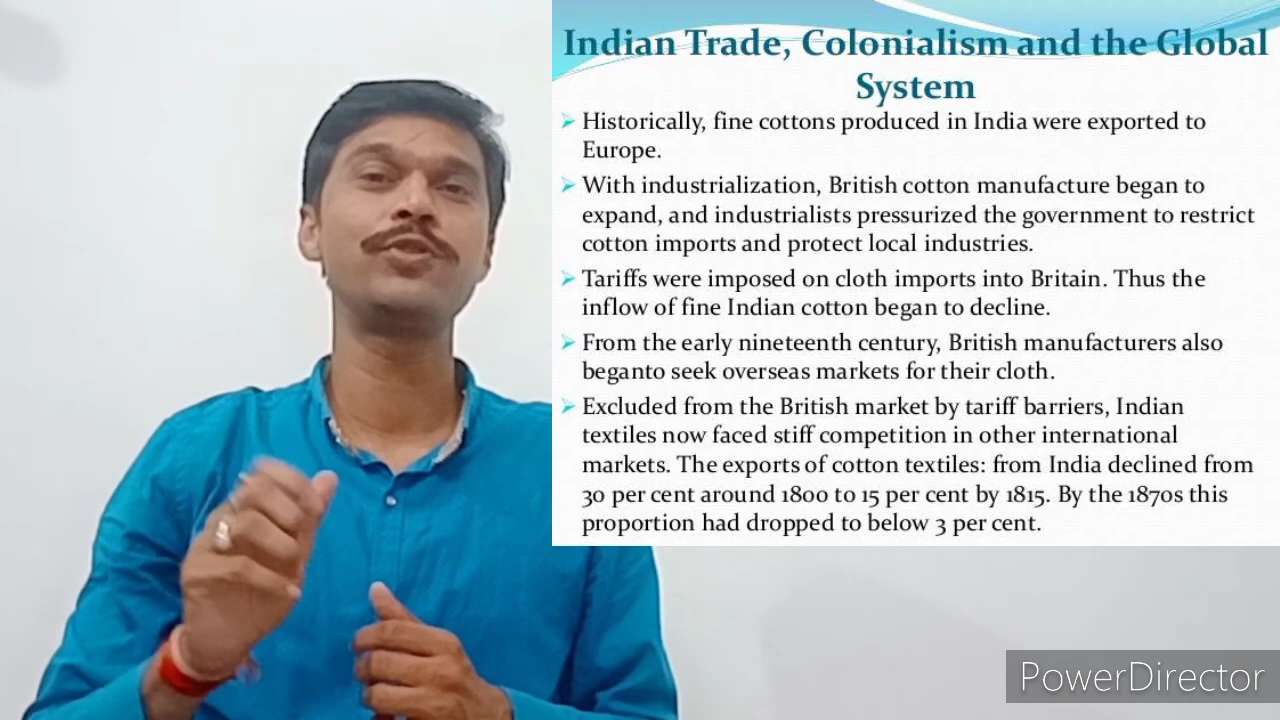 Indian Trade, Colonialism and the Global
System
Historically, fine cottons produced in India were exported to
Europe.
With industrialization, British cotton manufacture began to
expand, and industrialists pressurized the government to restrict
cotton imports and protect local industries.
Tariffs were imposed on cloth imports into Britain. Thus the
inflow of fine Indian cotton began to decline.
From the early nineteenth century, British manufacturers also
beganto seek overseas markets for their cloth.
Excluded from the British market by tariff barriers, Indian
textiles now faced stiff competition in other international
markets. The exports of cotton textiles: from India declined from
30 per cent around 1800 to 15 per cent by 1815. By the 1870s this
proportion had dropped to below 3 per cent.
PowerDirector